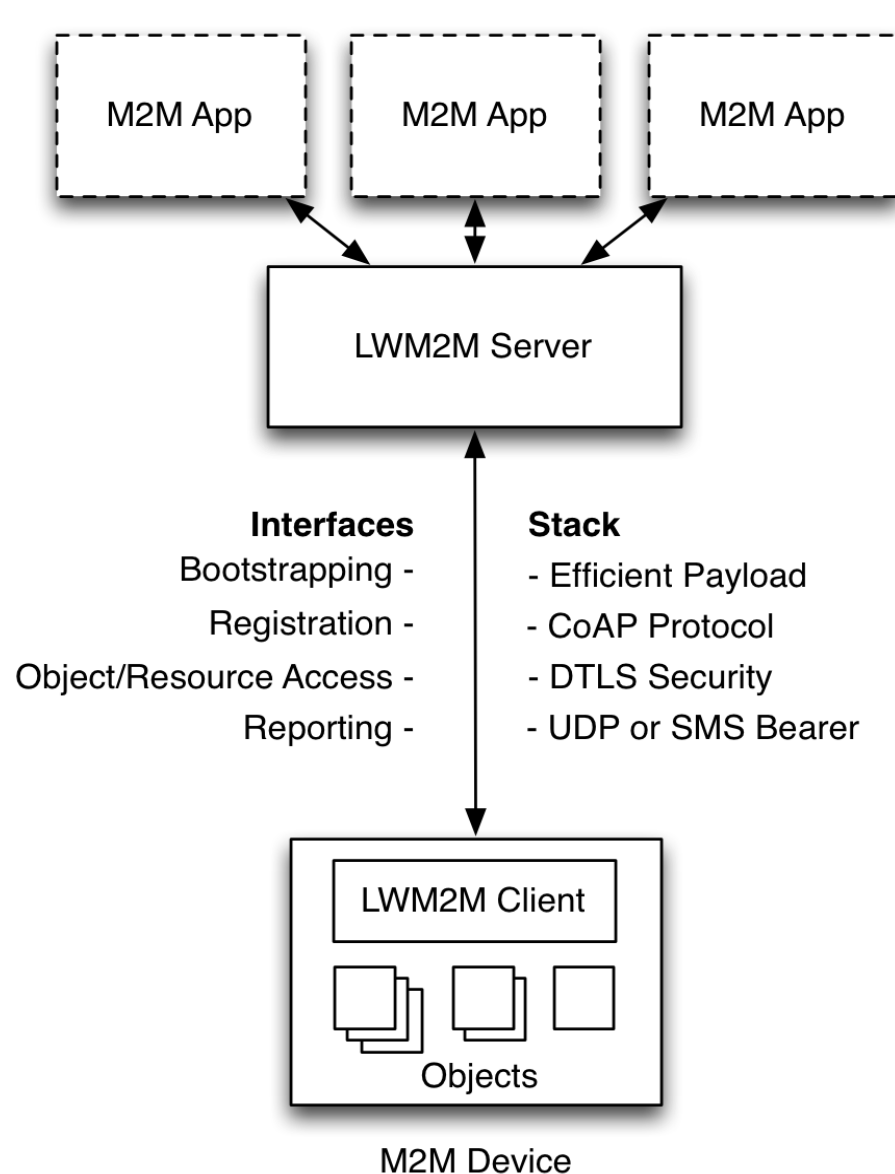 M2M App
M2M App
M2M App
LWM2M Server
Interfaces
Bootstrapping -
Registration -
Object/Resource Access -
Reporting -
Stack
- Efficient Payload
- CoAP Protocol
- DTLS Security
- UDP or SMS Bearer
LWM2M Client
Objects
M2M Device